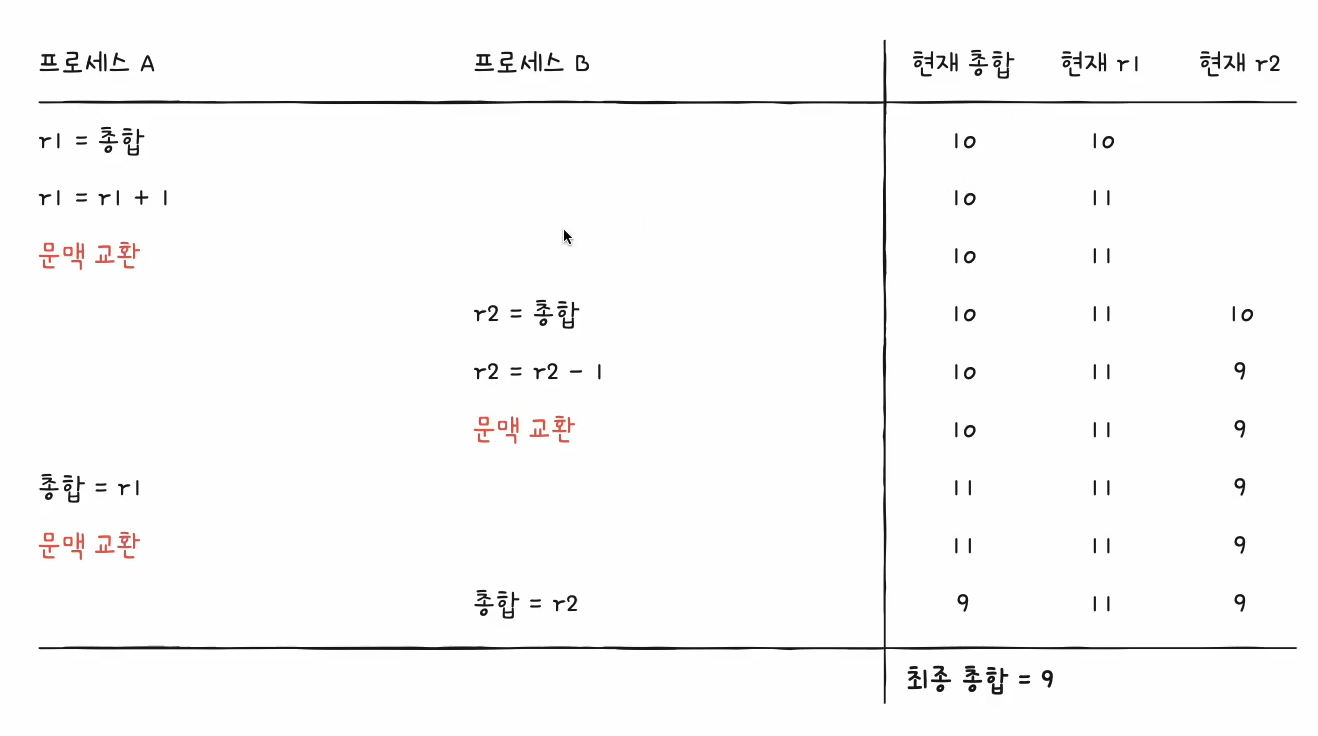 프로세스 A 프로세스 B 현재 총합 현재 r1 현재 r2
r1 = 총합 10 10
r1 = r1 + 1 10 11
문맥 교환 10 11
r2 = 총합 10 11 10
r2 = r2 - 1 10 11 9
문맥 교환 10 11 9
총합 = r1 11 11 9
문맥 교환 11 11 9
총합 = r2 9 11 9
최종 총합 = 9